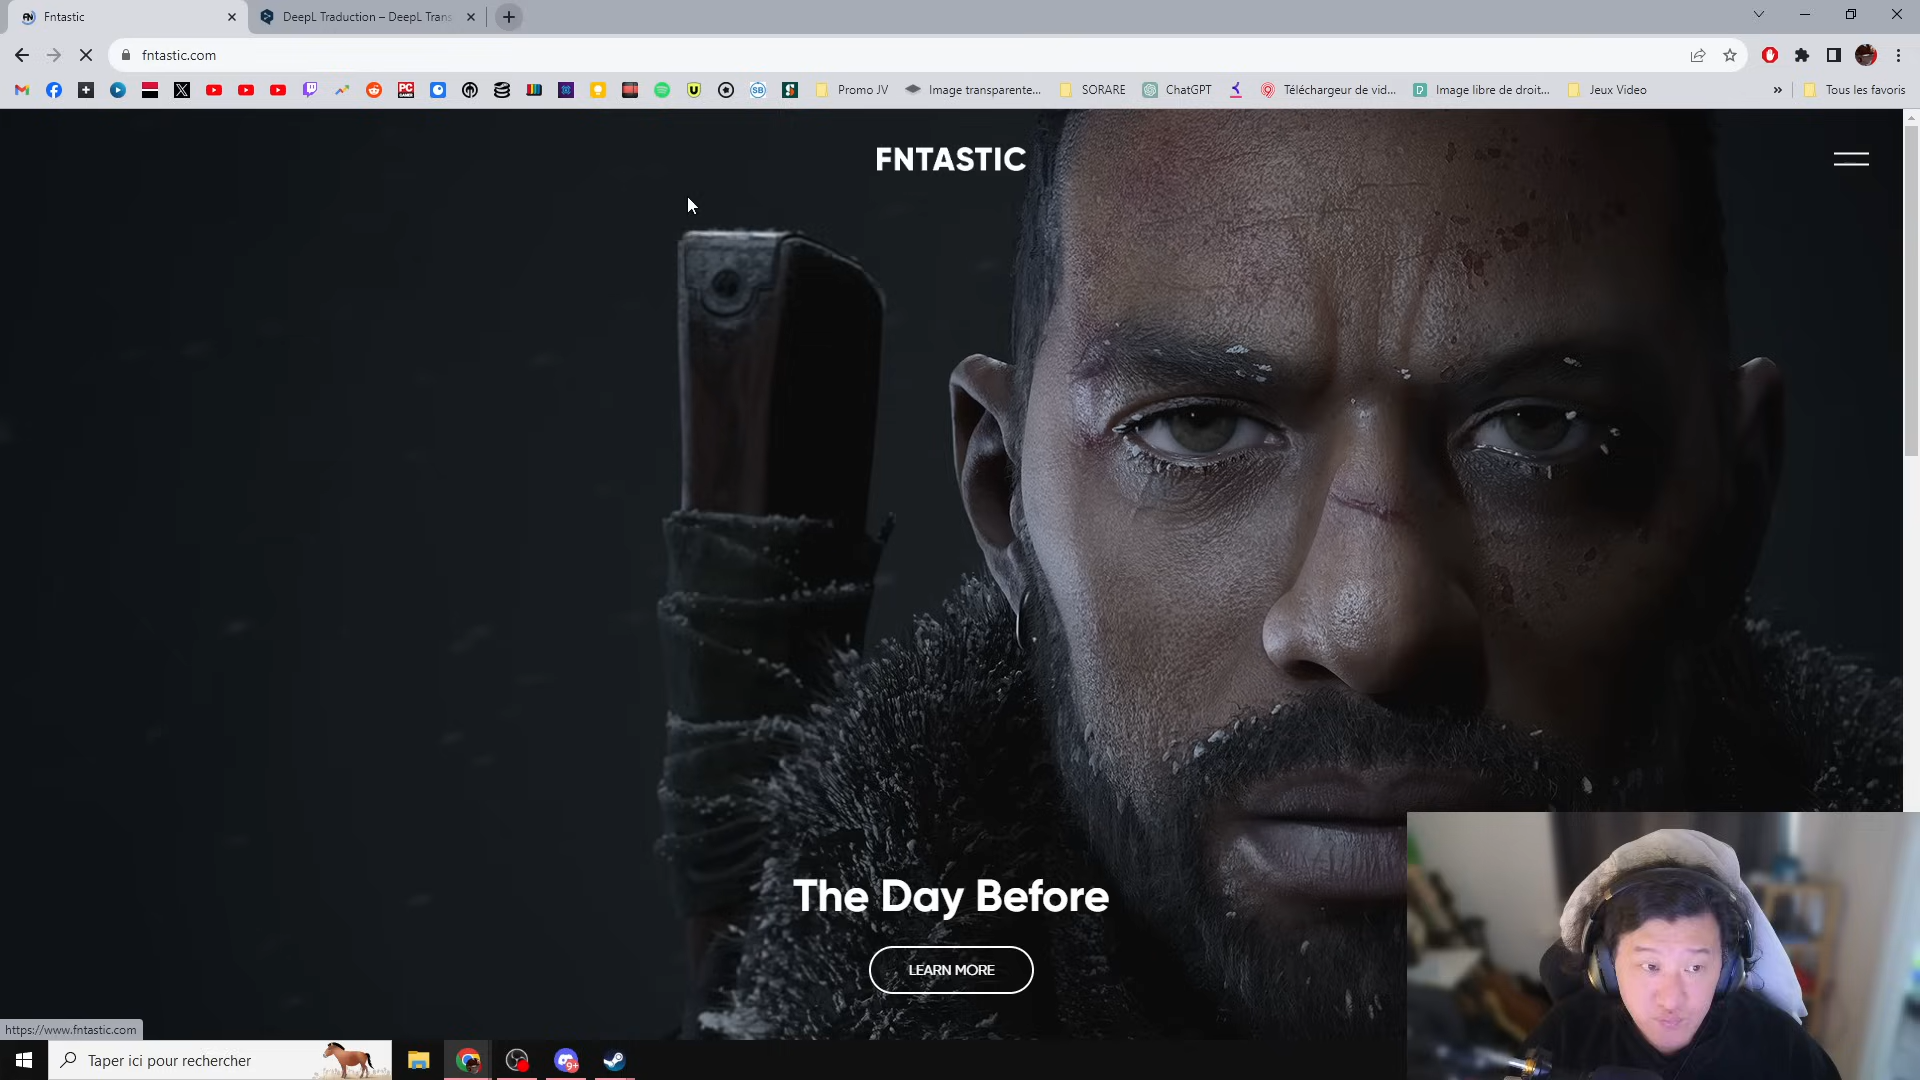 Fntastic
DeepL Traduction – DeepL Trans
fntastic.com
Promo JV
Image transparente...
SORARE
ChatGPT
Téléchargeur de vid...
Image libre de droit...
Jeux Video
»
Tous les favoris
FNTASTIC
The Day Before
LEARN MORE
https://www.fntastic.com
Taper ici pour rechercher
9+